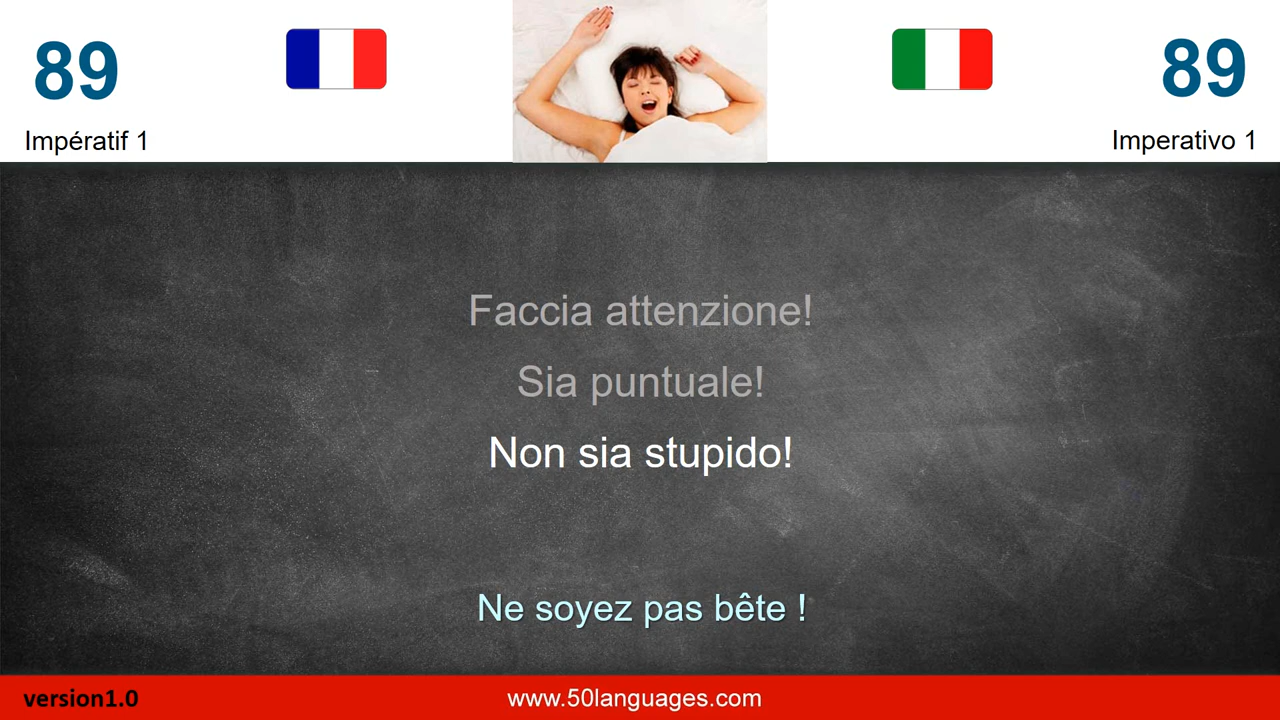 89
89
Impératif 1
Imperativo 1
Faccia attenzione!
Sia puntuale!
Non sia stupido!
Ne soyez pas bête !
version1.0
www.50languages.com